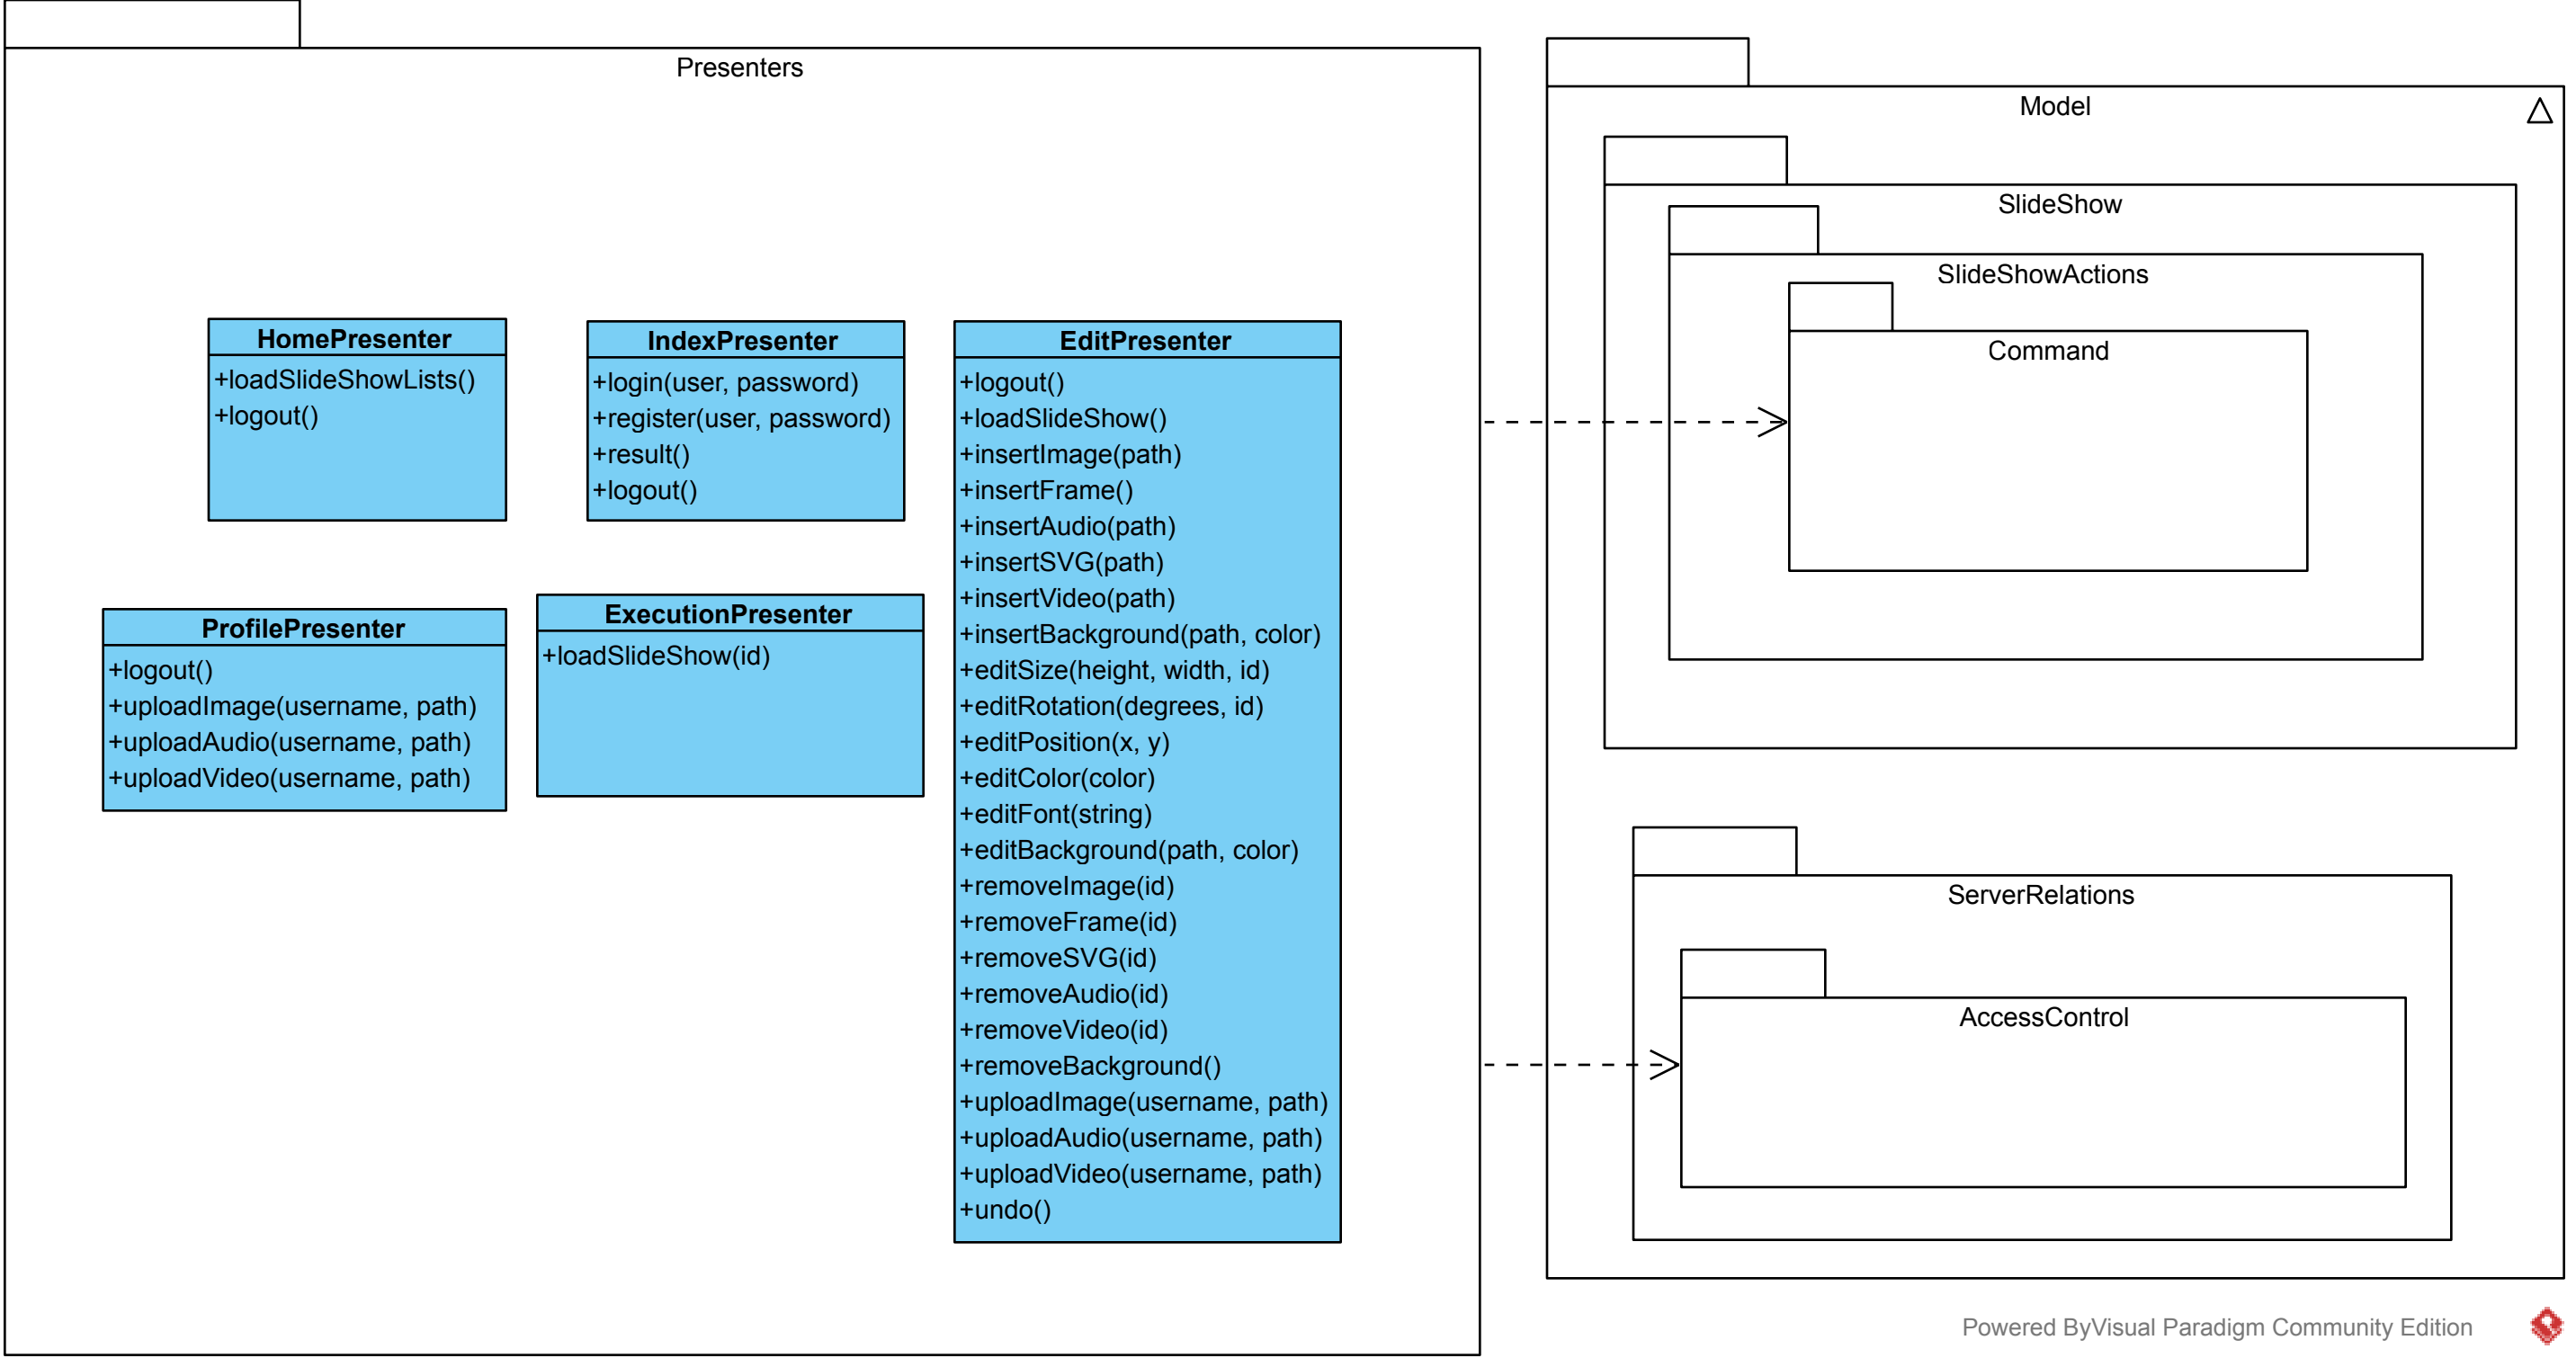 Presenters
HomePresenter
+loadSlideShowLists()
+logout()
IndexPresenter
+login(user, password)
+register(user, password)
+result()
+logout()
EditPresenter
+logout()
+loadSlideShow()
+insertImage(path)
+insertFrame()
+insertAudio(path)
+insertSVG(path)
+insertVideo(path)
+insertBackground(path, color)
+editSize(height, width, id)
+editRotation(degrees, id)
+editPosition(x, y)
+editColor(color)
+editFont(string)
+editBackground(path, color)
+removeImage(id)
+removeFrame(id)
+removeSVG(id)
+removeAudio(id)
+removeVideo(id)
+removeBackground()
+uploadImage(username, path)
+uploadAudio(username, path)
+uploadVideo(username, path)
+undo()
ProfilePresenter
+logout()
+uploadImage(username, path)
+uploadAudio(username, path)
+uploadVideo(username, path)
ExecutionPresenter
+loadSlideShow(id)
Model
SlideShow
SlideShowActions
Command
ServerRelations
AccessControl
Powered ByVisual Paradigm Community Edition